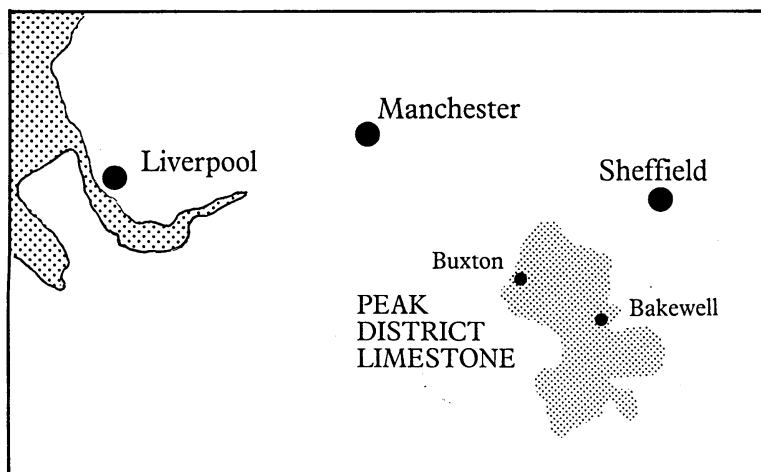 Manchester
Liverpool
Sheffield
Buxton
PEAK
DISTRICT
LIMESTONE
Bakewell